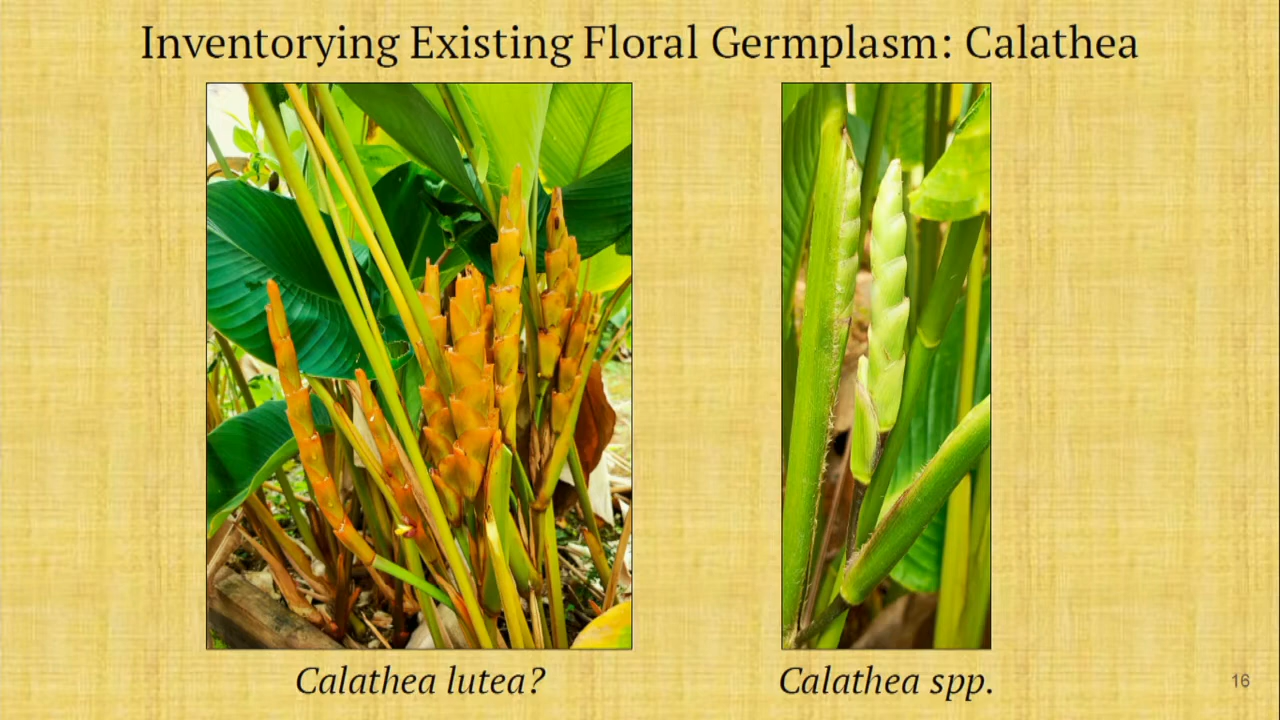 Inventorying Existing Floral Germplasm: Calathea
Calathea lutea?
Calathea spp.
16